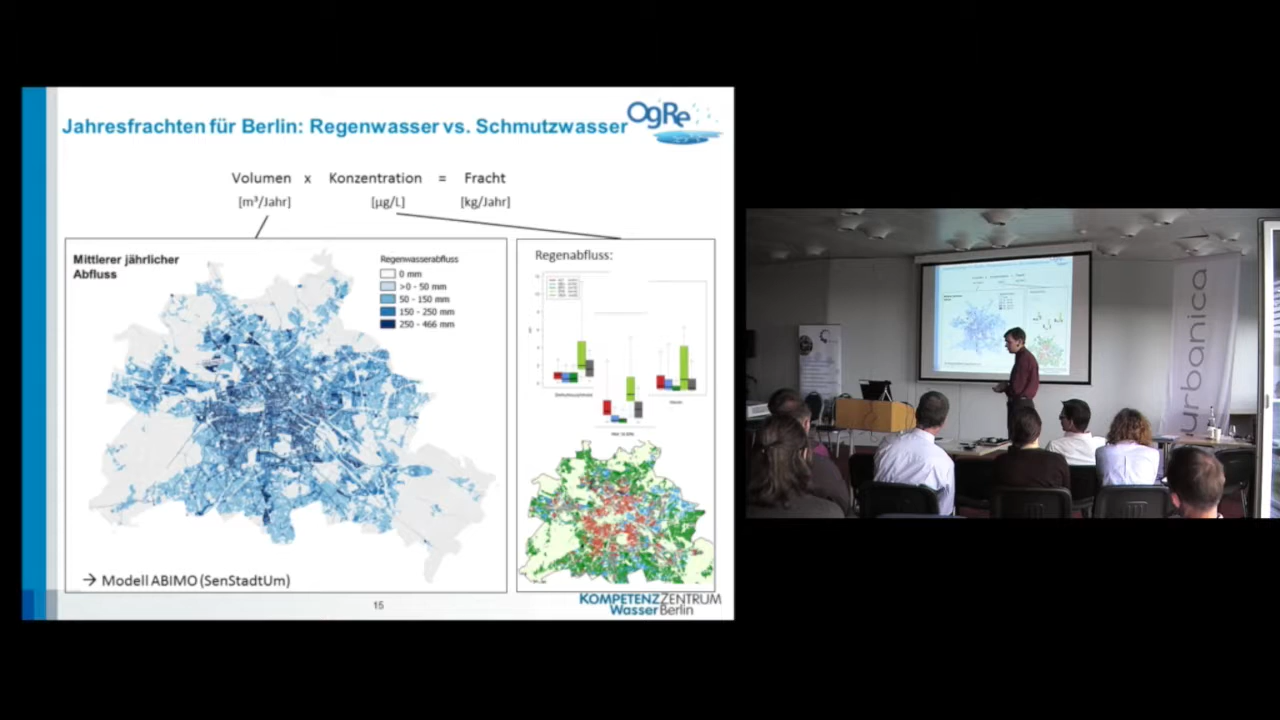 Jahresfrachten für Berlin: Regenwasser vs. Schmutzwasser
OgRe
Volumen x Konzentration = Fracht
[m³/Jahr] [µg/L] [kg/Jahr]
Mittlerer jährlicher
Abfluss
Regenwasserabfluss
0 mm
>0 - 50 mm
50 - 150 mm
150 - 250 mm
250 - 466 mm
→ Modell ABIMO (SenStadtUm)
Regenabfluss:
15
KOMPETENZZENTRUM
WasserBerlin
urbanica